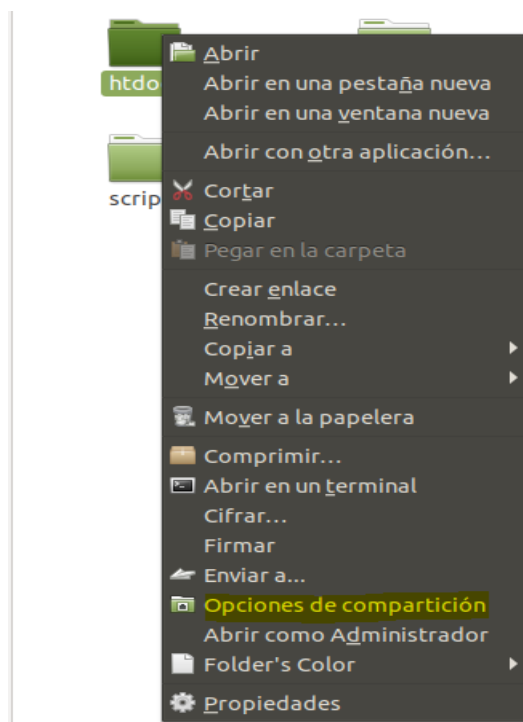 htdo
scrip
Abrir
Abrir en una pestaña nueva
Abrir en una ventana nueva
Abrir con otra aplicación...
Cortar
Copiar
Pegar en la carpeta
Crear enlace
Renombrar...
Copiar a
Mover a
Mover a la papelera
Comprimir...
Abrir en un terminal
Cifrar...
Firmar
Enviar a...
Opciones de compartición
Abrir como Administrador
Folder's Color
Propiedades